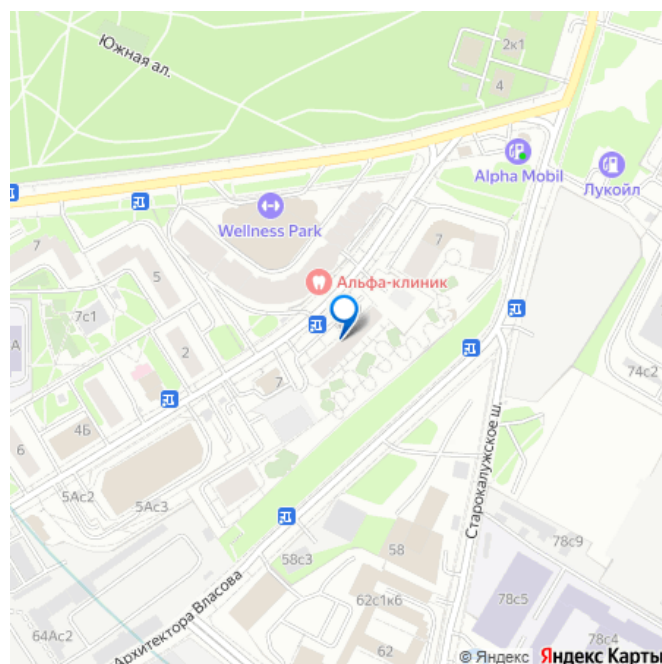 Южная ал.
2к1
4
Alpha Mobil
Лукойл
Wellness Park
7
7
5
Альфа-клиник
7с1
А
2
74с2
7
4Б
6
5Ас2
5Ас3
Старокалужское ш.
58с3
58
78с9
62с1к6
78с5
64Ас2
Архитектора Власова
62
78с4
© Яндекс Яндекс Карты